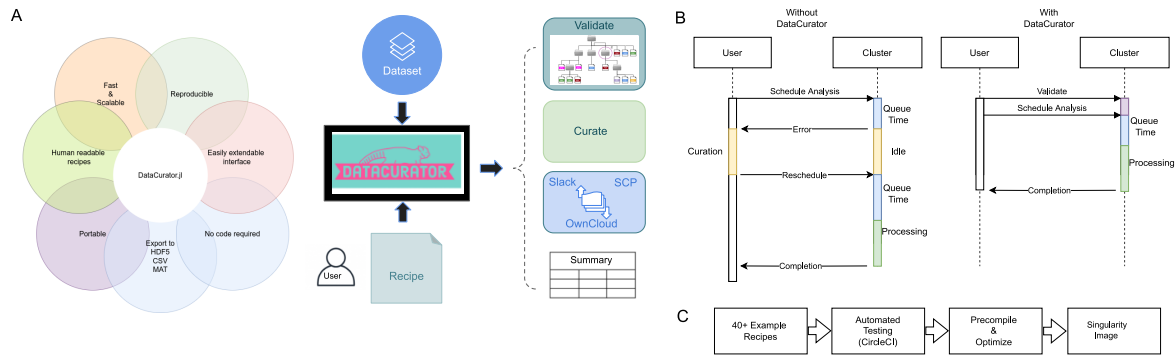 A
Fast
&
Scalable
Reproducible
Human readable
recipes
Easily extendable
interface
DataCurator.jl
Portable
Export to
HDF5
CSV
MAT
No code required
Dataset
DATACURATOR
User
Recipe
Validate
Curate
Slack
SCP
OwnCloud
Summary
B
Without
DataCurator
With
DataCurator
User
Cluster
User
Cluster
Schedule Analysis
Queue
Time
Error
Curation
Idle
Reschedule
Queue
Time
Processing
Completion
Validate
Schedule Analysis
Queue
Time
Processing
Completion
C
40+ Example
Recipes
Automated
Testing
(CircleCI)
Precompile
&
Optimize
Singularity
Image